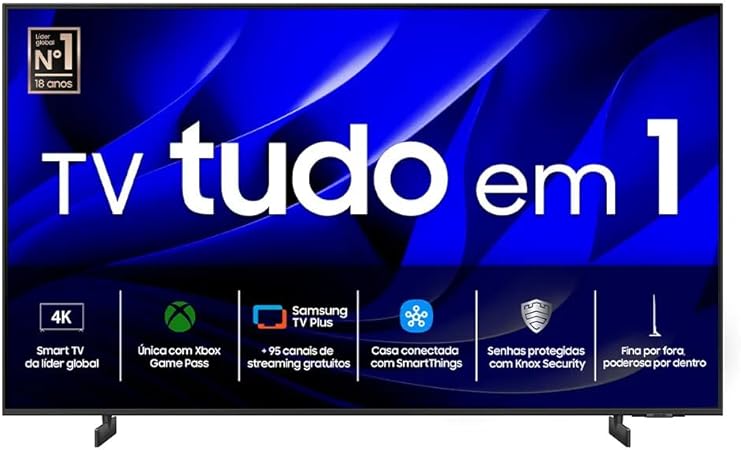 Líder
global
Nº1
18 anos
TV tudo em 1
4K
Smart TV
da líder global
Única com Xbox
Game Pass
Samsung
TV Plus
+ 95 canais de
streaming gratuitos
Casa conectada
com SmartThings
Senhas protegidas
com Knox Security
Fina por fora,
poderosa por dentro